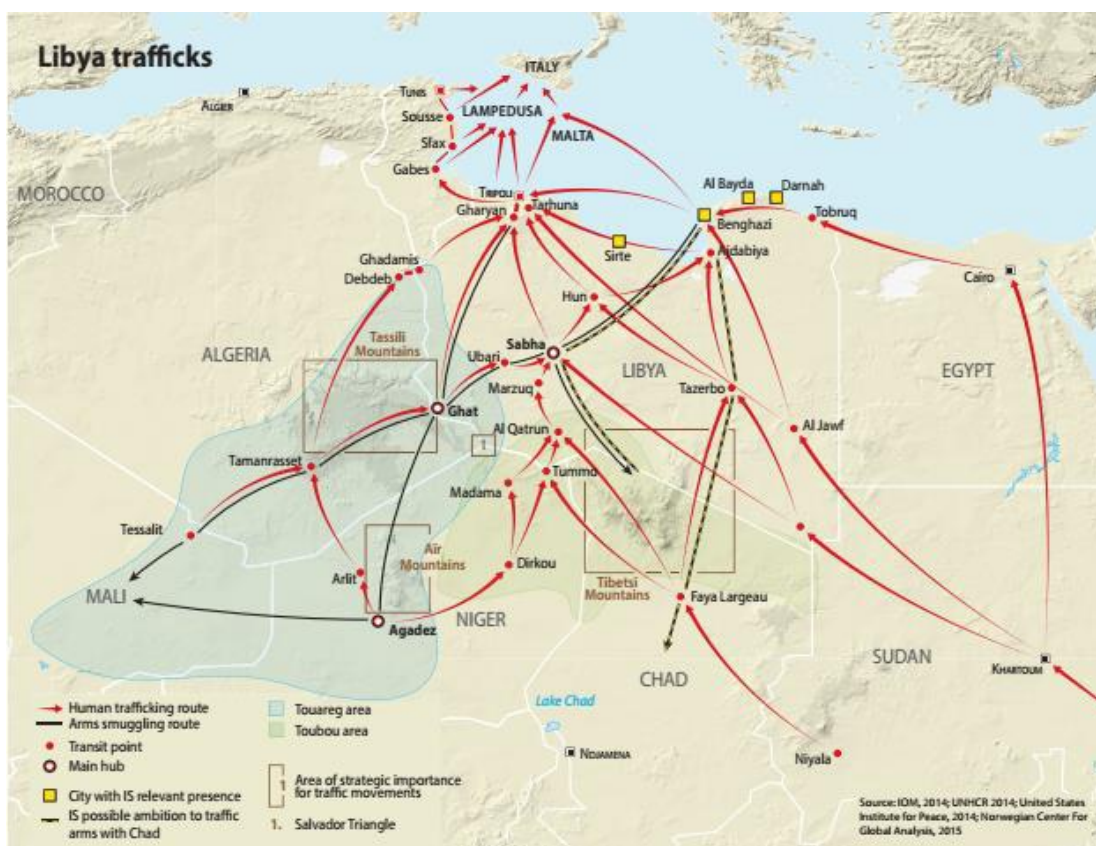 Libya trafficks
ITALY
TUNIS
ALGIER
LAMPEDUSA
Sousse
MALTA
Sfax
MOROCCO
Gabes
TRIPOLI
Tarhuna
Gharyan
Al Bayda
Darnah
Benghazi
Tobruq
Ghadamis
Debdeb
Sirte
Ajdabiya
Cairo
Hun
ALGERIA
Tassili
Mountains
Ubari
Sabha
LIBYA
EGYPT
Marzuq
Tazerbo
Ghat
Al Qatrun
Al Jawf
1
Tamanrasset
Tummo
Madama
Tessalit
Aïr
Mountains
Dirkou
Arlit
Tibetsi
Mountains
Faya Largeau
MALI
Agadez
NIGER
SUDAN
KHARTOUM
CHAD
Lake Chad
NDJAMENA
Niyala
Human trafficking route
Arms smuggling route
Transit point
Main hub
City with IS relevant presence
IS possible ambition to traffic
arms with Chad
Touareg area
Toubou area
1
Area of strategic importance
for traffic movements
1. Salvador Triangle
Source: IOM, 2014; UNHCR 2014; United States
Institute for Peace, 2014; Norwegian Center For
Global Analysis, 2015